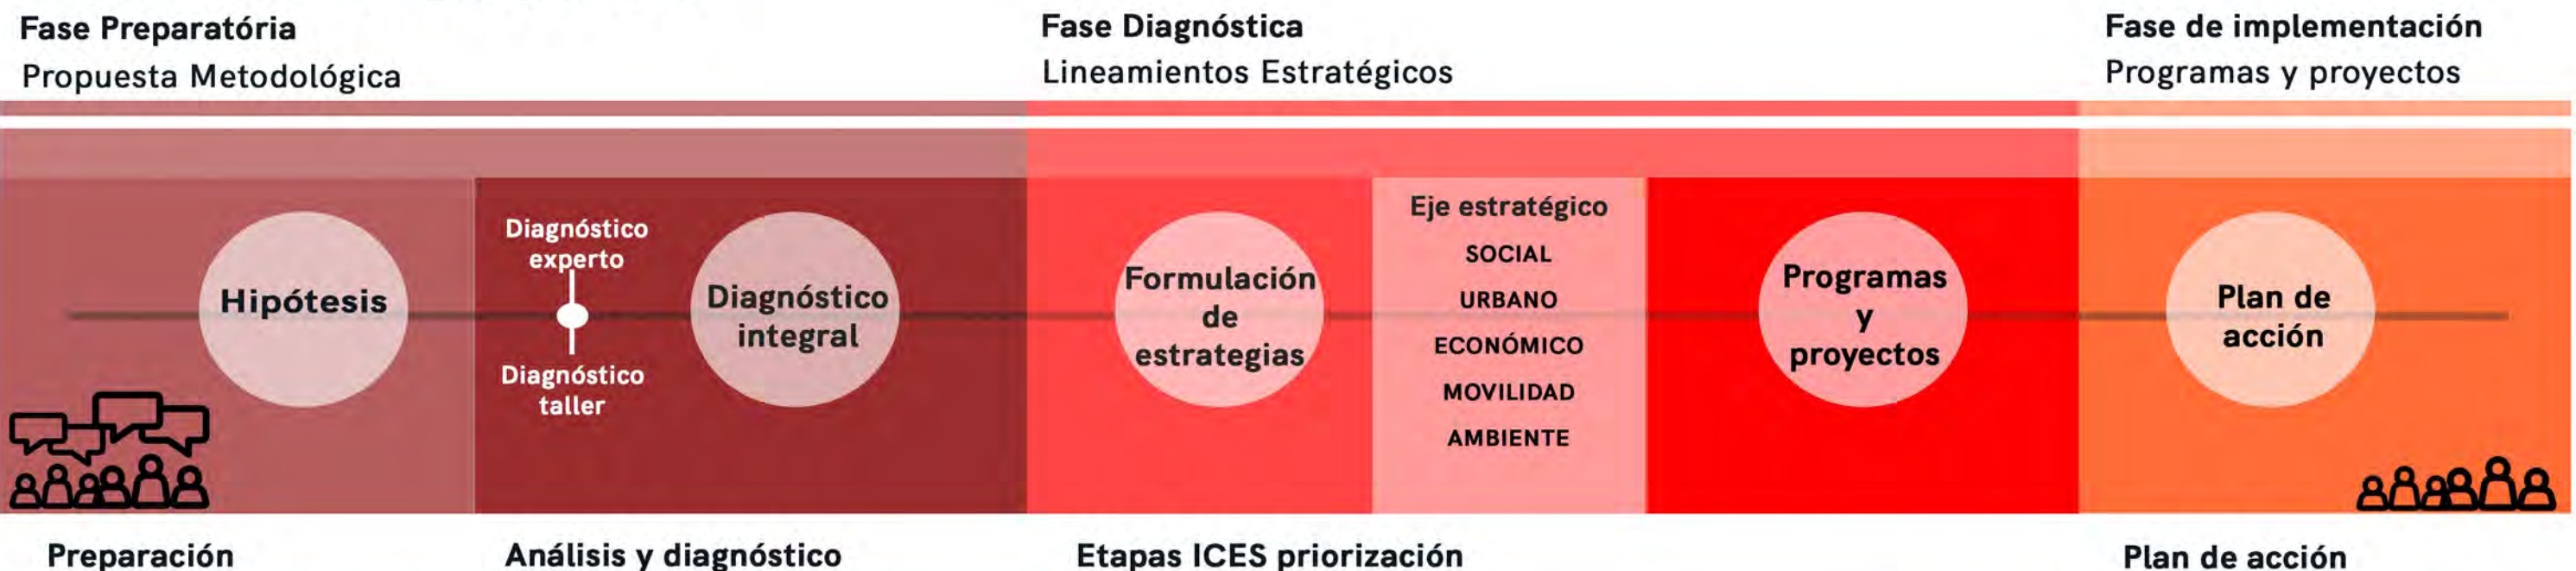 Fase Preparatória
Propuesta Metodológica
Fase Diagnóstica
Lineamientos Estratégicos
Fase de implementación
Programas y proyectos
Hipótesis
Diagnóstico
experto
Diagnóstico
taller
Diagnóstico
integral
Formulación
de
estrategias
Eje estratégico
SOCIAL
URBANO
ECONÓMICO
MOVILIDAD
AMBIENTE
Programas
y
proyectos
Plan de
acción
Preparación
Análisis y diagnóstico
Etapas ICES priorización
Plan de acción